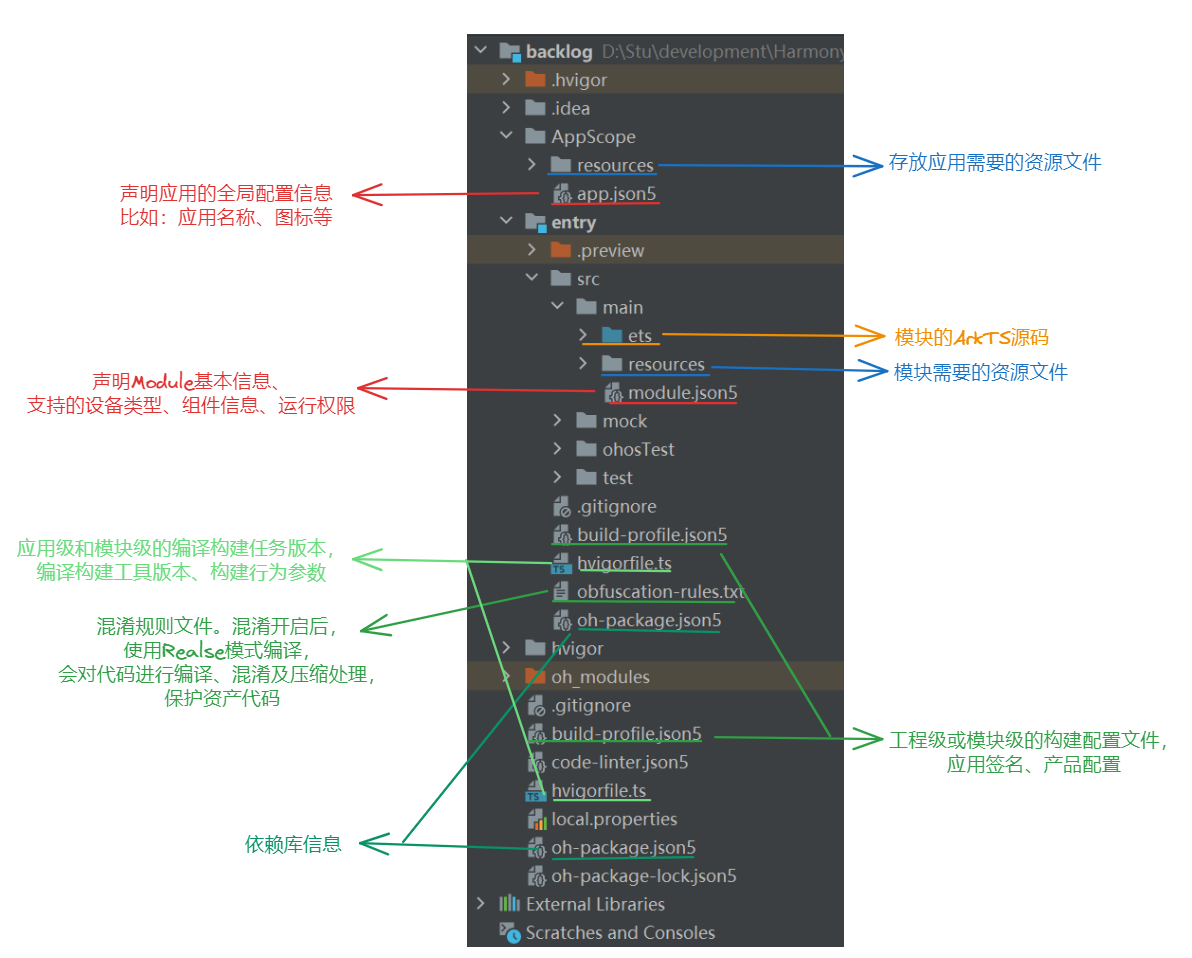 backlog D:\Stu\development\Harmony
.hvigor
.idea
AppScope
resources
存放应用需要的资源文件
app.json5
声明应用的全局配置信息
比如：应用名称、图标等
entry
.preview
src
main
ets
模块的ArkTS源码
resources
模块需要的资源文件
module.json5
声明Module基本信息、
支持的设备类型、组件信息、运行权限
mock
ohosTest
test
.gitignore
build-profile.json5
hvigorfile.ts
应用级和模块级的编译构建任务版本，
编译构建工具版本、构建行为参数
obfuscation-rules.txt
混淆规则文件。混淆开启后，
使用Realse模式编译，
会对代码进行编译、混淆及压缩处理，
保护资产代码
oh-package.json5
hvigor
oh_modules
.gitignore
build-profile.json5
工程级或模块级的构建配置文件，
应用签名、产品配置
code-linter.json5
hvigorfile.ts
local.properties
oh-package.json5
依赖库信息
oh-package-lock.json5
External Libraries
Scratches and Consoles